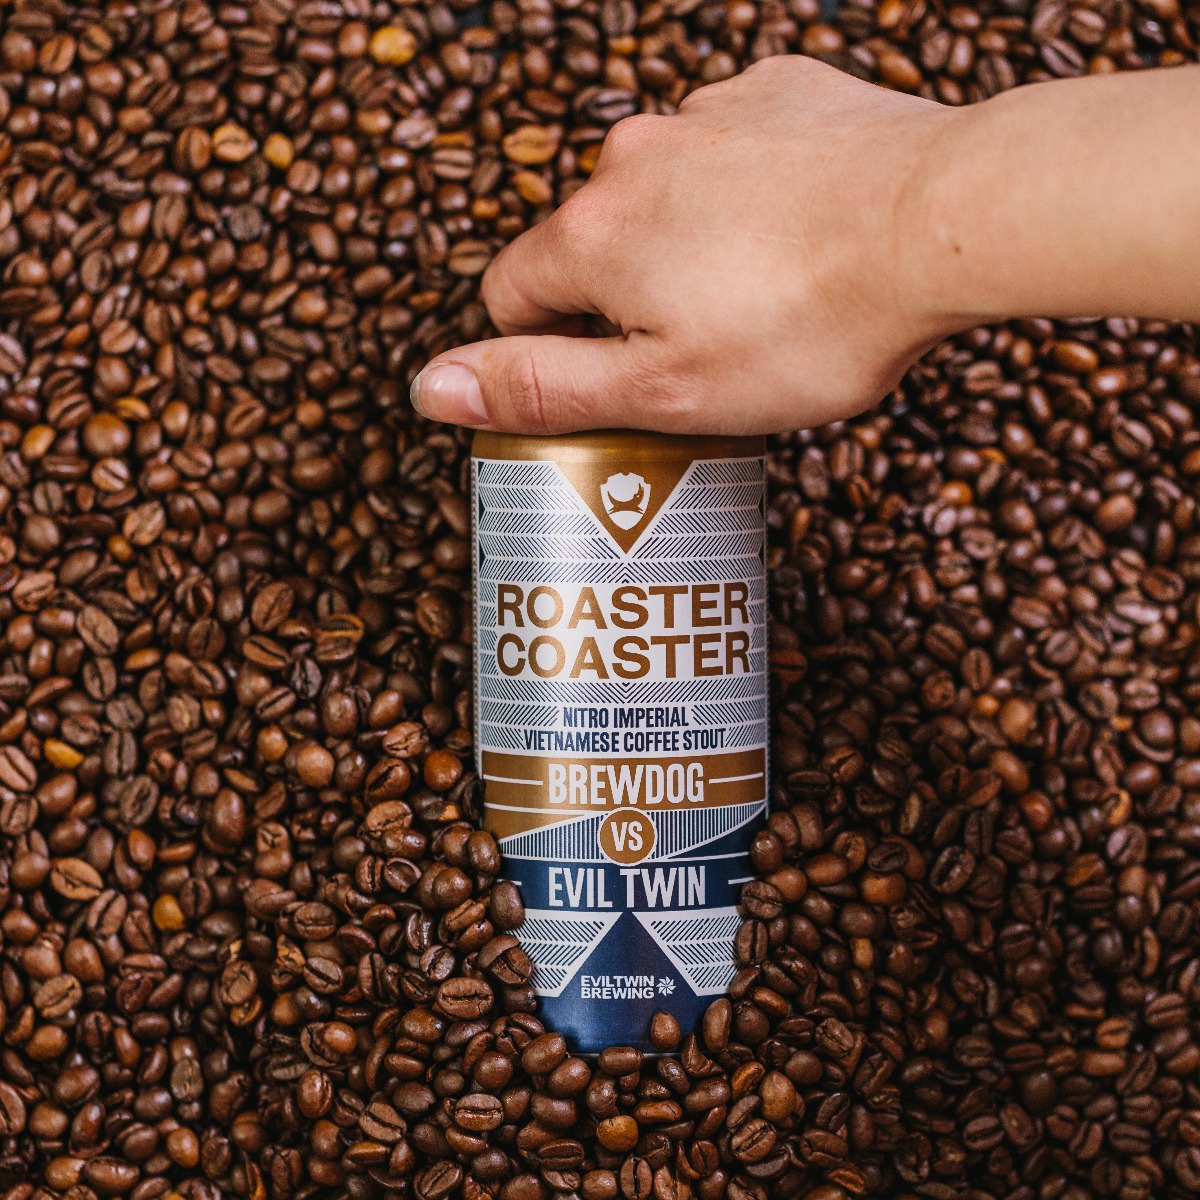 ROASTER
COASTER
NITRO IMPERIAL
VIETNAMESE COFFEE STOUT
BREWDOG
VS
EVIL TWIN
EVILTWIN
BREWING